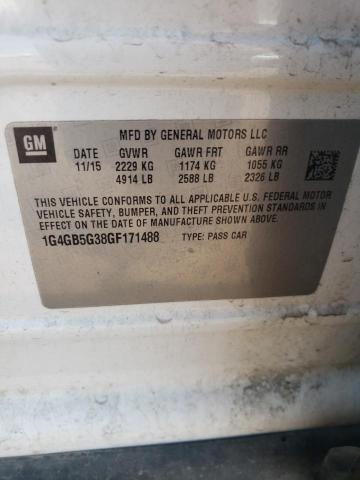 GM
MFD BY GENERAL MOTORS LLC
DATE GVWR GAWR FRT GAWR RR
11/15 2229 KG 1174 KG 1055 KG
4914 LB 2588 LB 2326 LB
THIS VEHICLE CONFORMS TO ALL APPLICABLE U.S. FEDERAL MOTOR
VEHICLE SAFETY, BUMPER, AND THEFT PREVENTION STANDARDS IN
EFFECT ON THE DATE OF MANUFACTURE SHOWN ABOVE.
1G4GB5G38GF171488 TYPE: PASS CAR